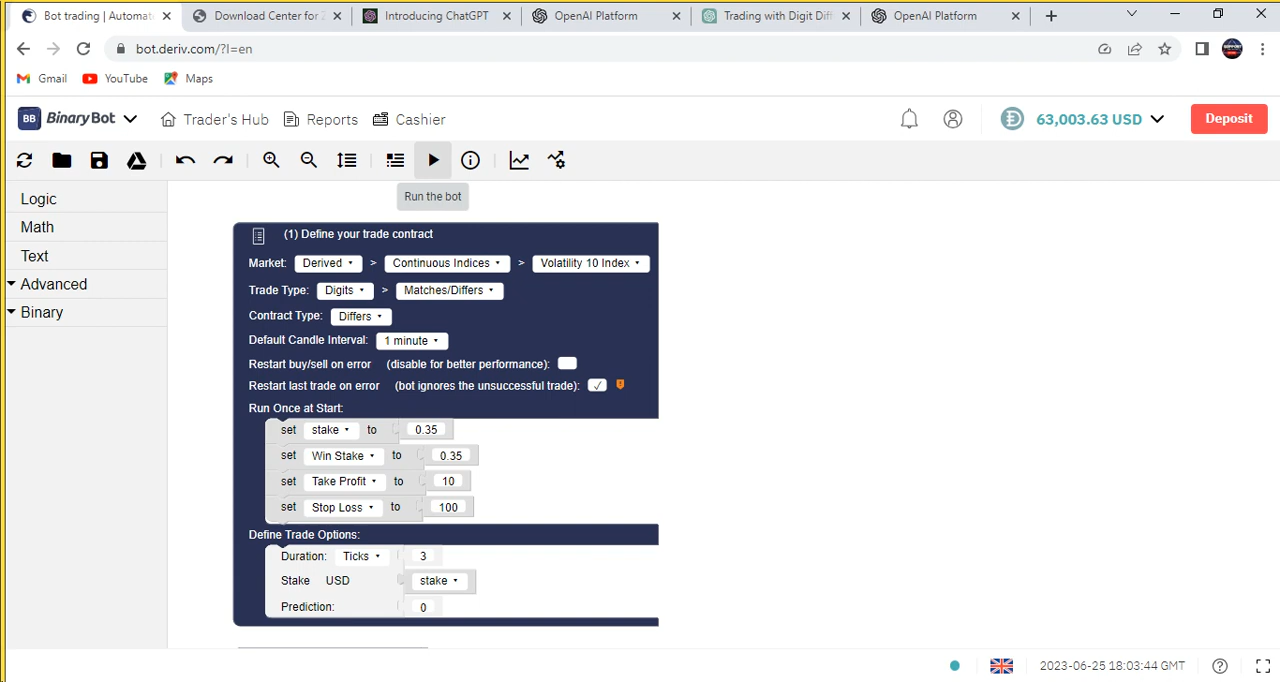 Bot trading | Automat
Download Center for
Introducing ChatGPT
OpenAI Platform
Trading with Digit Diff
OpenAI Platform
bot.deriv.com/?l=en
Gmail YouTube Maps
BB BinaryBot Trader's Hub Reports Cashier 63,003.63 USD Deposit
Run the bot
Logic
Math
Text
Advanced
Binary
(1) Define your trade contract
Market: Derived > Continuous Indices > Volatility 10 Index
Trade Type: Digits > Matches/Differs
Contract Type: Differs
Default Candle Interval: 1 minute
Restart buy/sell on error (disable for better performance):
Restart last trade on error (bot ignores the unsuccessful trade): ✓
Run Once at Start:
set stake to 0.35
set Win Stake to 0.35
set Take Profit to 10
set Stop Loss to 100
Define Trade Options:
Duration: Ticks 3
Stake USD stake
Prediction: 0
2023-06-25 18:03:44 GMT